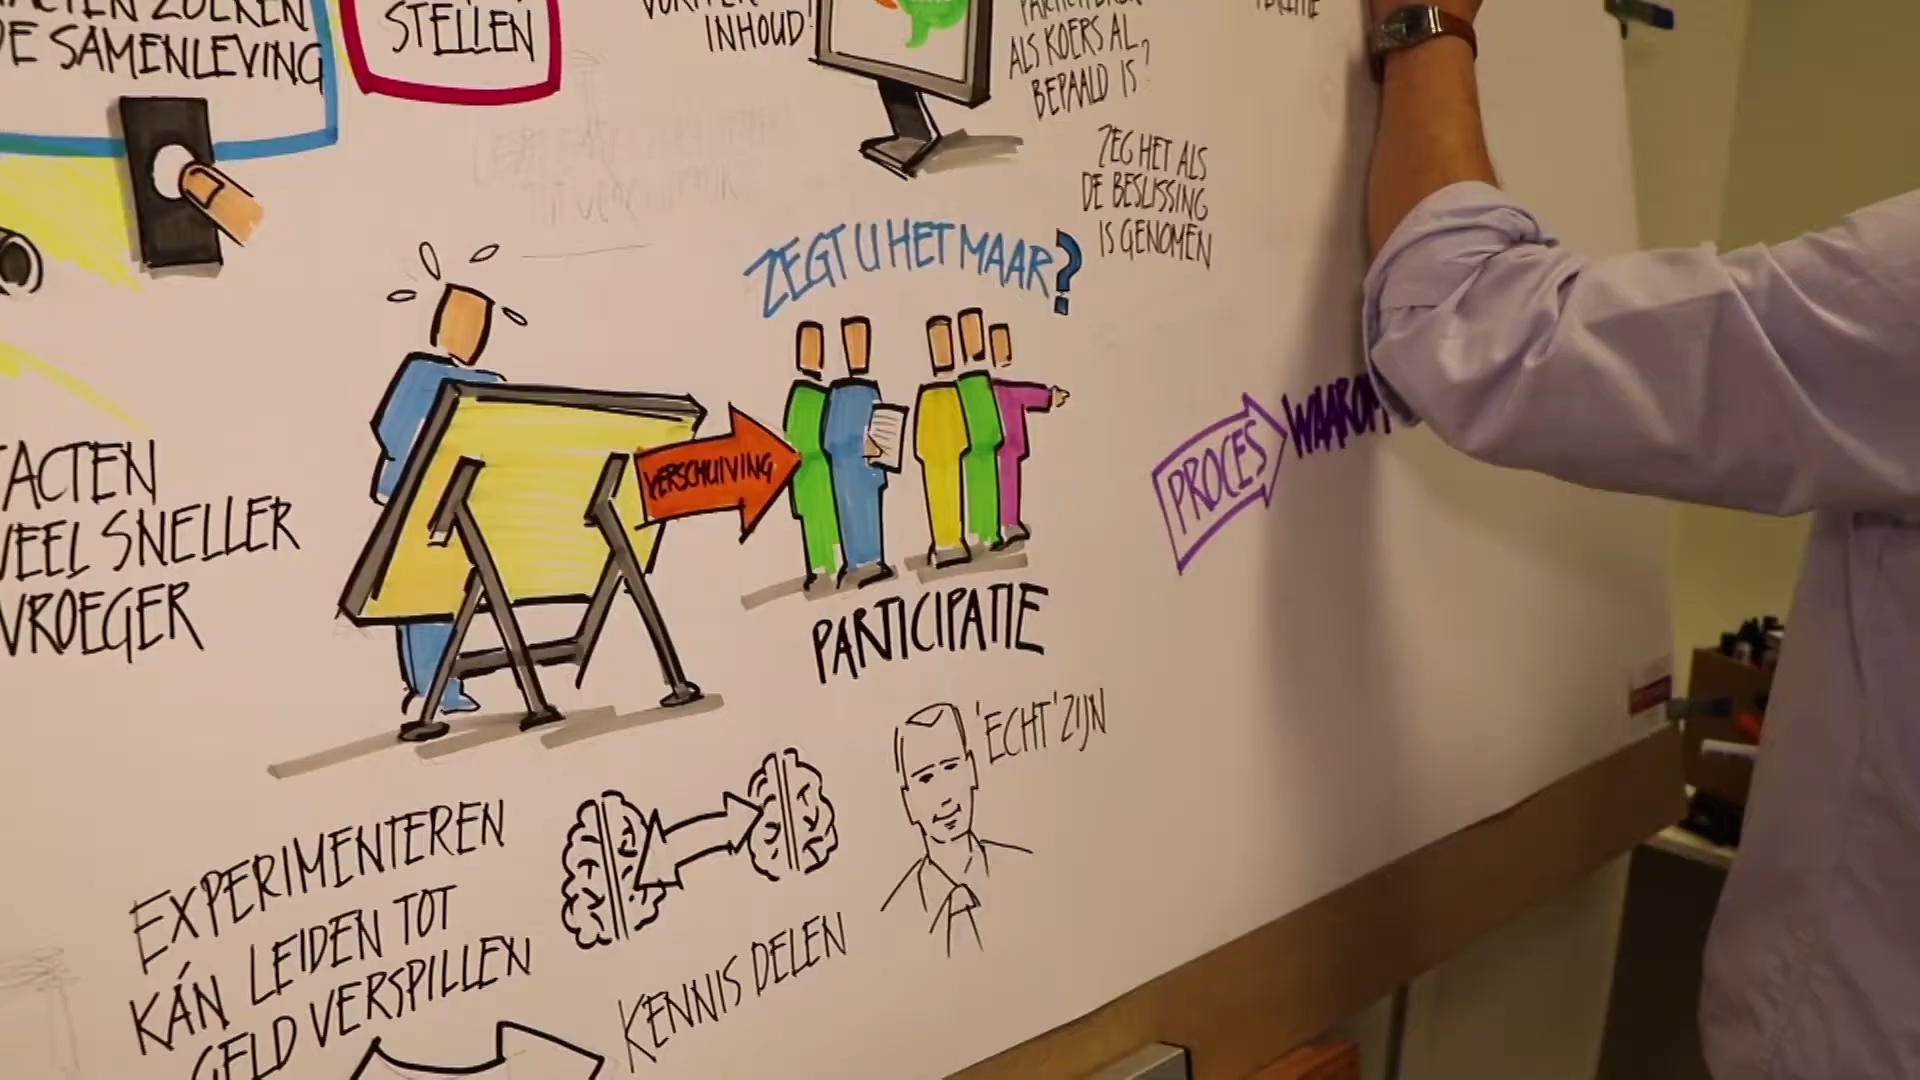 DE SAMENLEVING
STELLEN
INHOUD!
ALS KOERS AL
BEPAALD IS?
ZEG HET ALS
DE BESLISSING
IS GENOMEN
ZEGT U HET MAAR?
VERSCHUIVING
PARTICIPATIE
PROCES
WAAROM
VEEL SNELLER
VROEGER
'ECHT' ZIJN
EXPERIMENTEREN
KÁN LEIDEN TOT
GELD VERSPILLEN
KENNIS DELEN